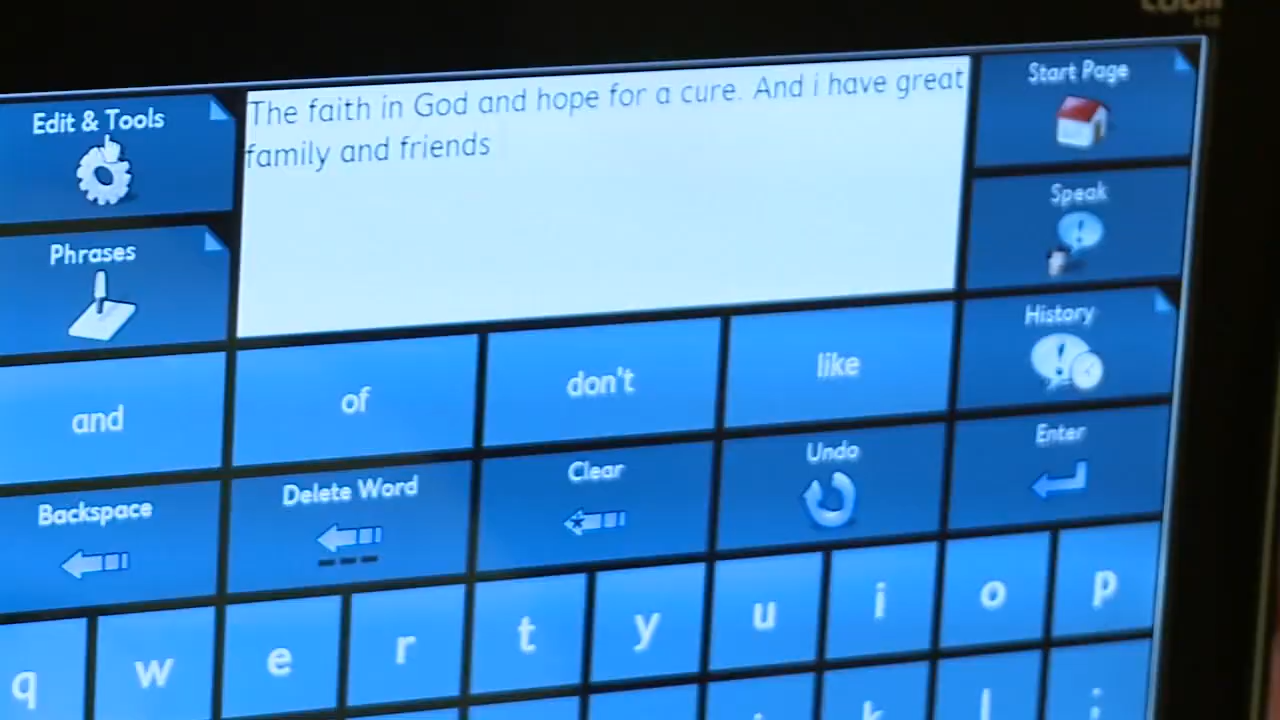 Edit & Tools
The faith in God and hope for a cure. And i have great
family and friends
Start Page
Speak
Phrases
History
and
of
don't
like
Backspace
Delete Word
Clear
Undo
Enter
q w e r t y u i o p